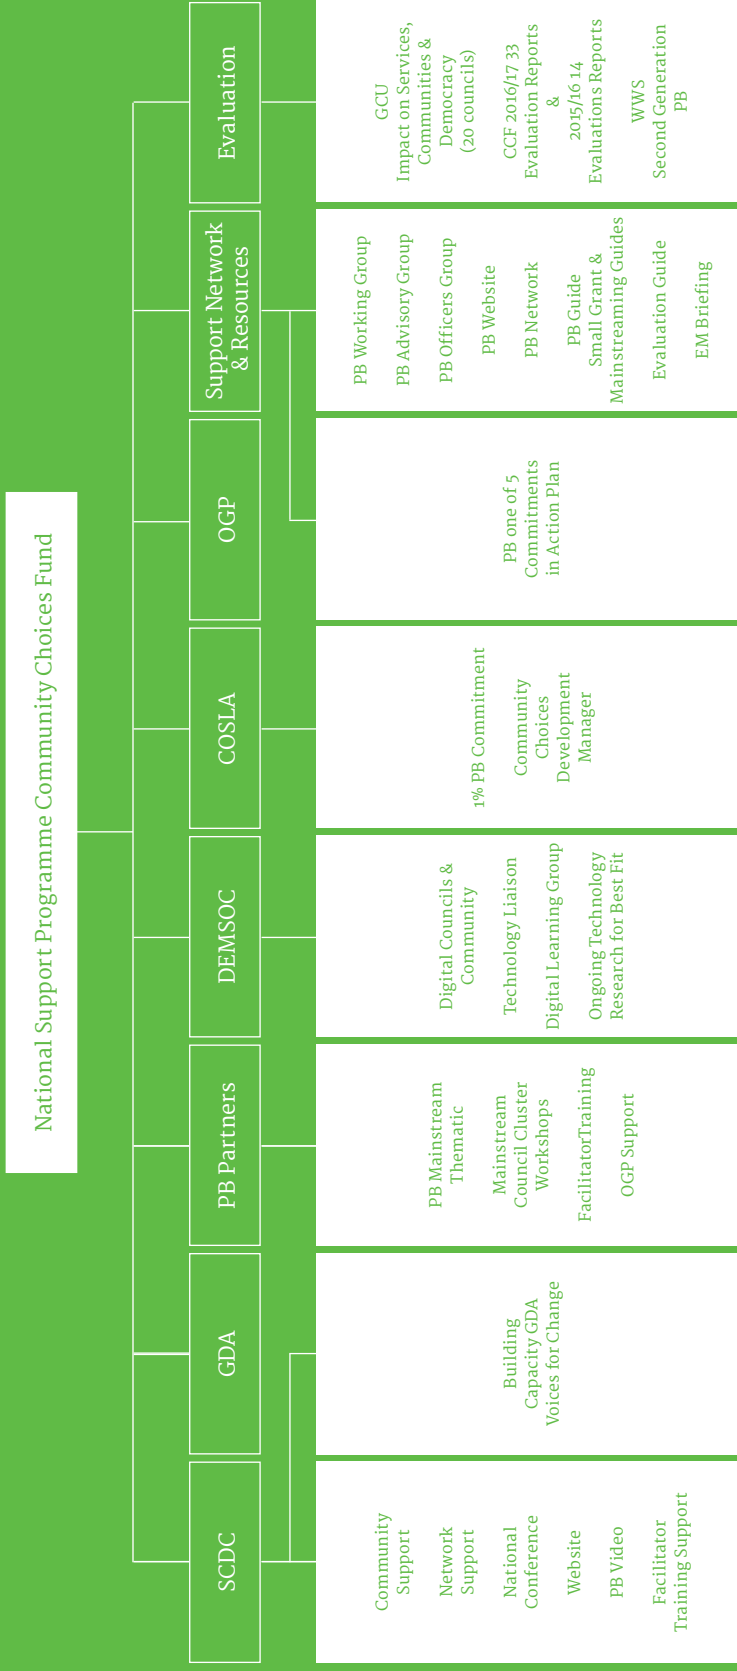 National Support Programme Community Choices Fund
SCDC
Community
Support
Network
Support
National
Conference
Website
PB Video
Facilitator
Training Support
GDA
Building
Capacity GDA
Voices for Change
PB Partners
PB Mainstream
Thematic
Mainstream
Council Cluster
Workshops
FacilitatorTraining
OGP Support
DEMSOC
Digital Councils &
Community
Technology Liaison
Digital Learning Group
Ongoing Technology
Research for Best Fit
COSLA
1% PB Commitment
Community
Choices
Development
Manager
OGP
PB one of 5
Commitments
in Action Plan
Support Network
& Resources
PB Working Group
PB Advisory Group
PB Officers Group
PB Website
PB Network
PB Guide
Small Grant &
Mainstreaming Guides
Evaluation Guide
EM Briefing
Evaluation
GCU
Impact on Services,
Communities &
Democracy
(20 councils)
CCF 2016/17 33
Evaluation Reports
&
2015/16 14
Evaluations Reports
WWS
Second Generation
PB